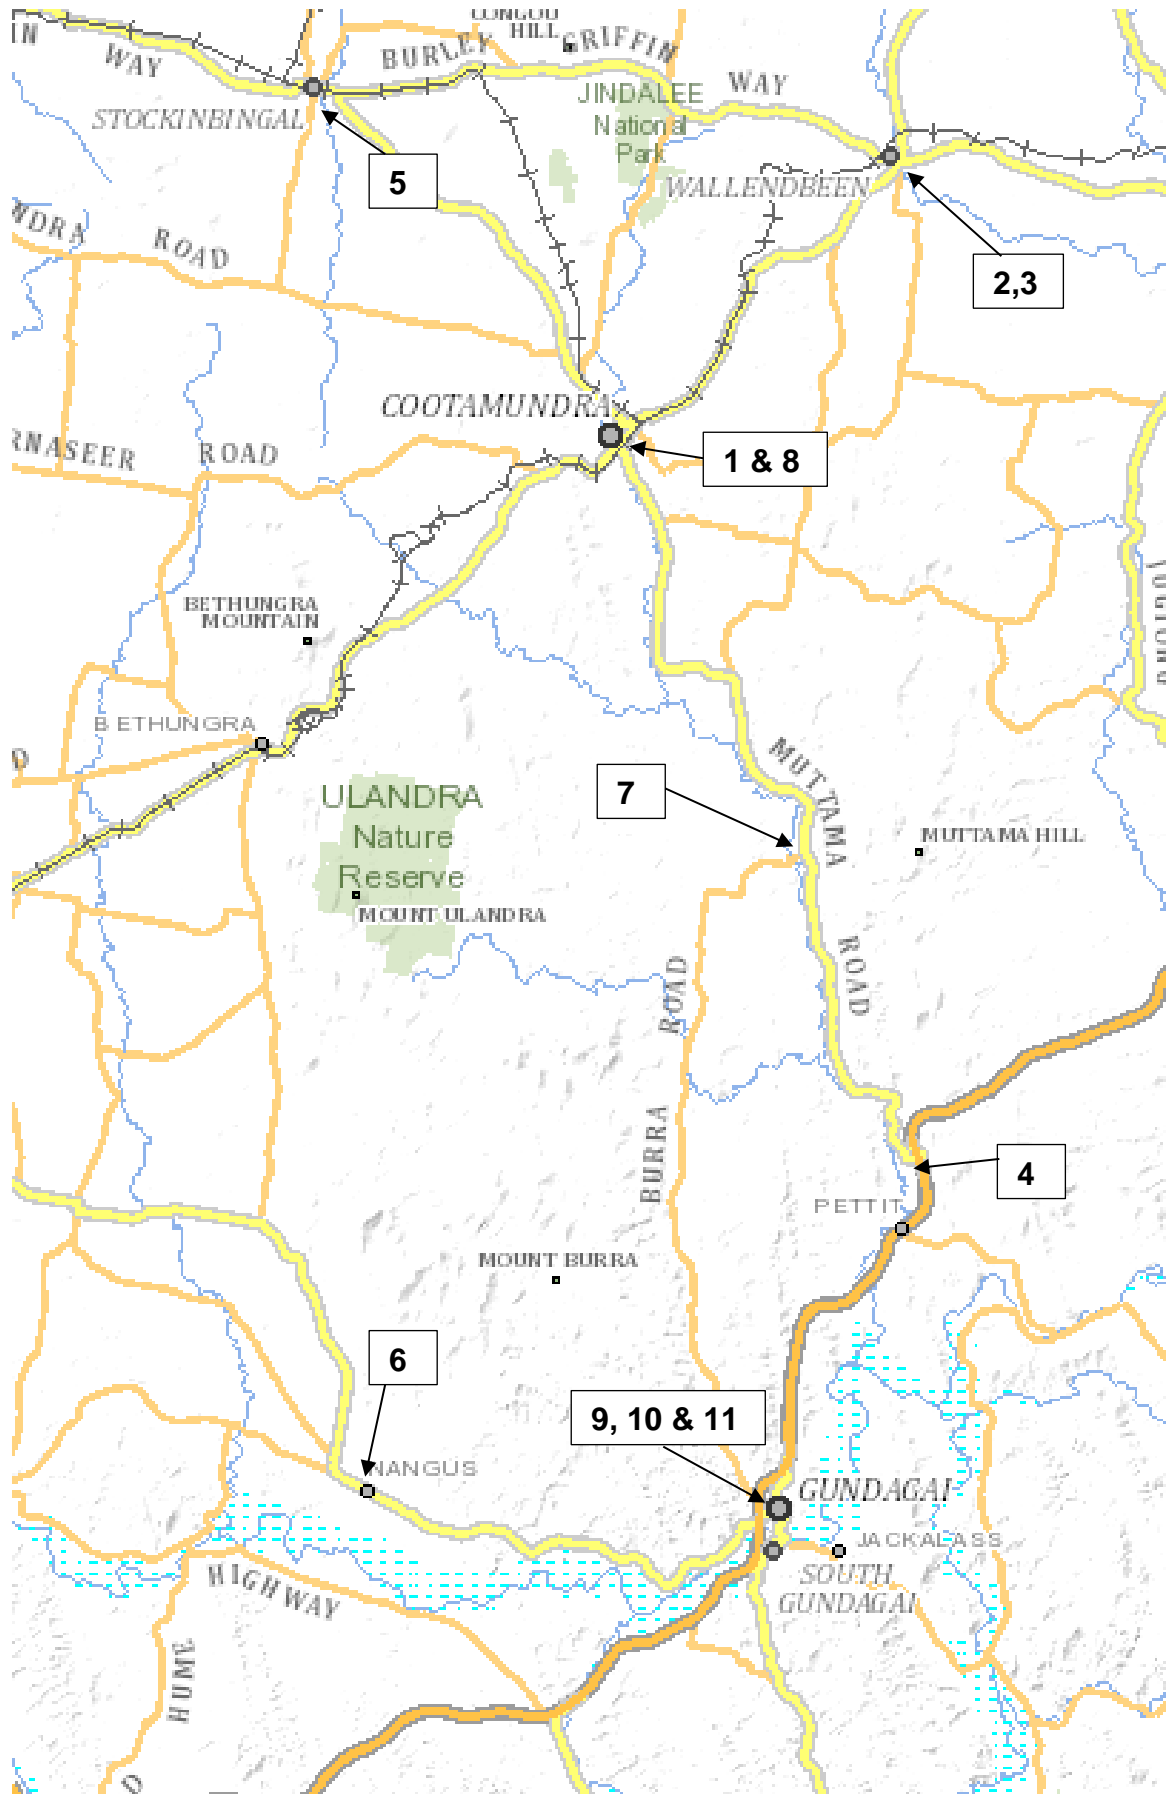 HILL
BURLEY GRIFFIN
WAY
WAY
JINDALEE
National
Park
STOCKINBINGAL
5
WALLENDBEEN
2,3
ROAD
COOTAMUNDRA
ROAD
1 & 8
BETHUNGRA
MOUNTAIN
BETHUNGRA
MUTTAMA
7
ULANDRA
Nature
Reserve
MUTTAMA HILL
MOUNT ULANDRA
ROAD
ROAD
BURRA
4
PETTIT
MOUNT BURRA
6
9, 10 & 11
NANGUS
GUNDAGAI
JACKALASS
SOUTH
GUNDAGAI
HIGHWAY
HUME